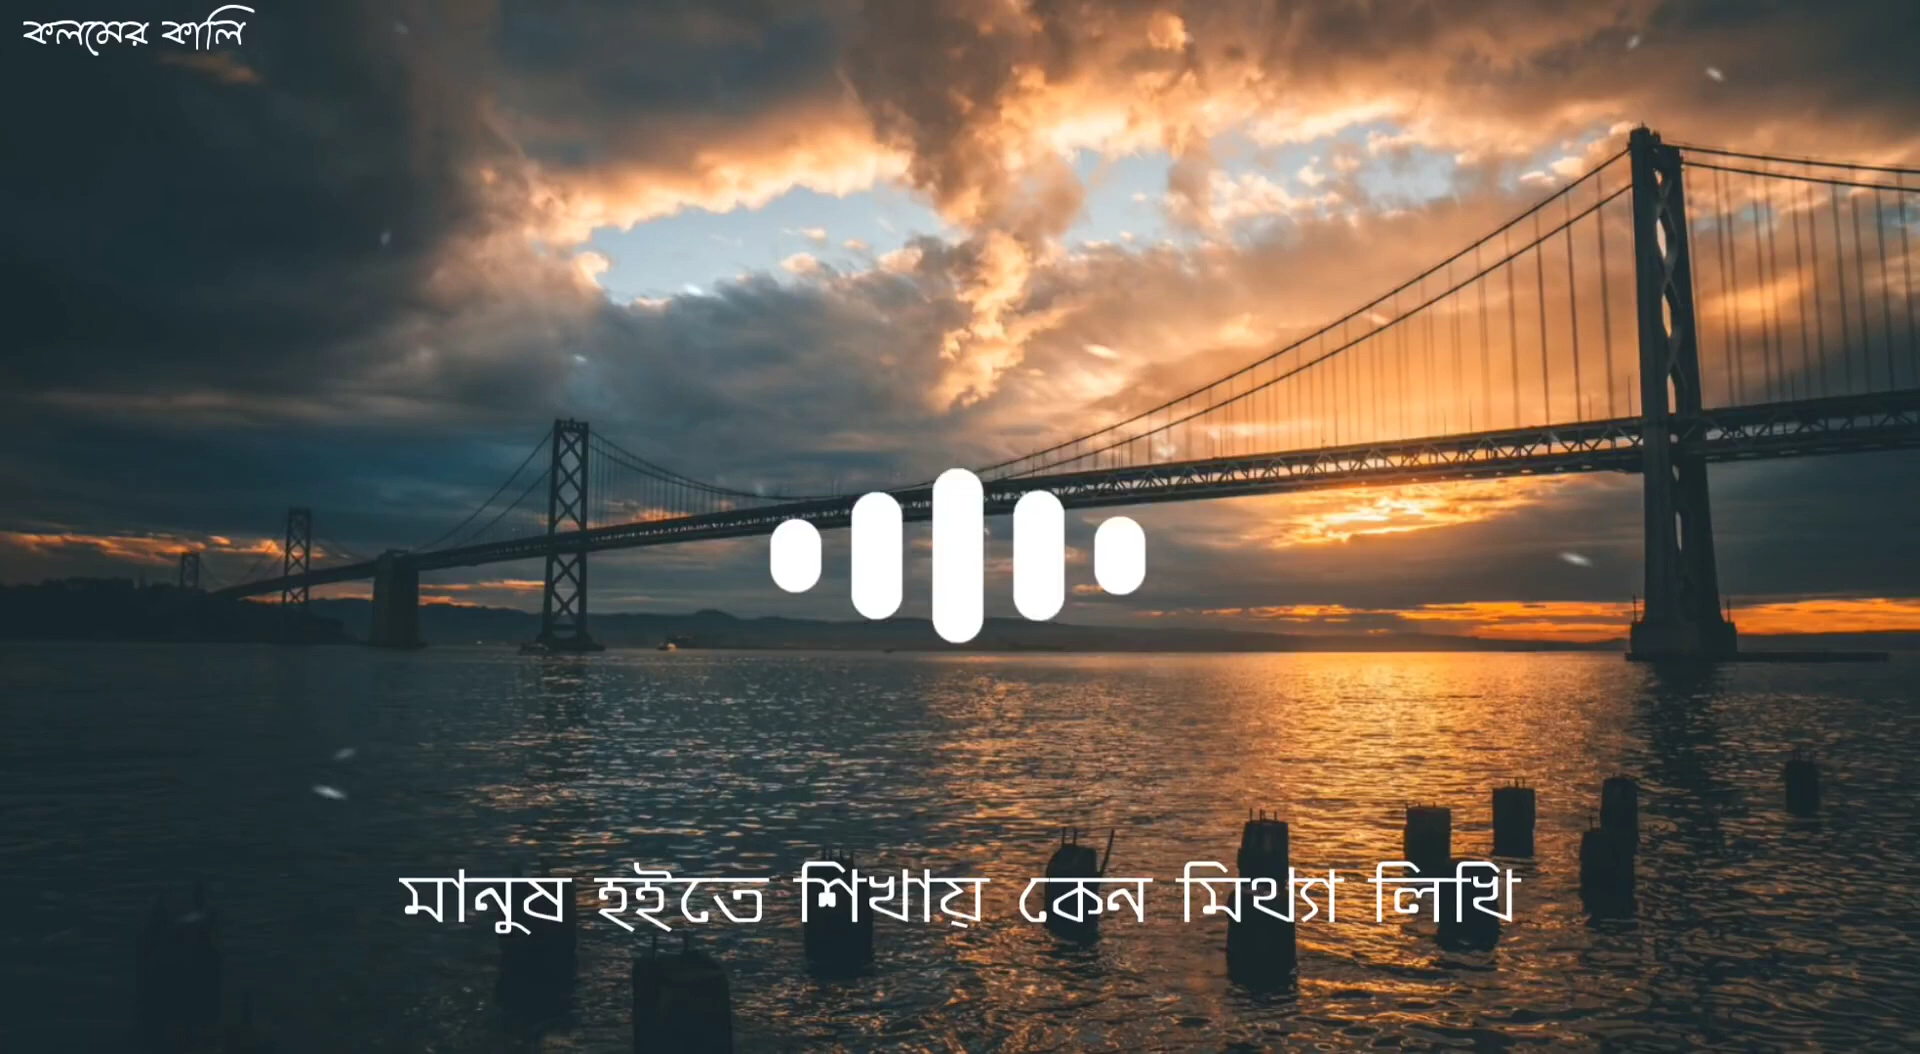 কলমের কালি
মানুষ হইতে শিখায় কেন মিথ্যা লিখি